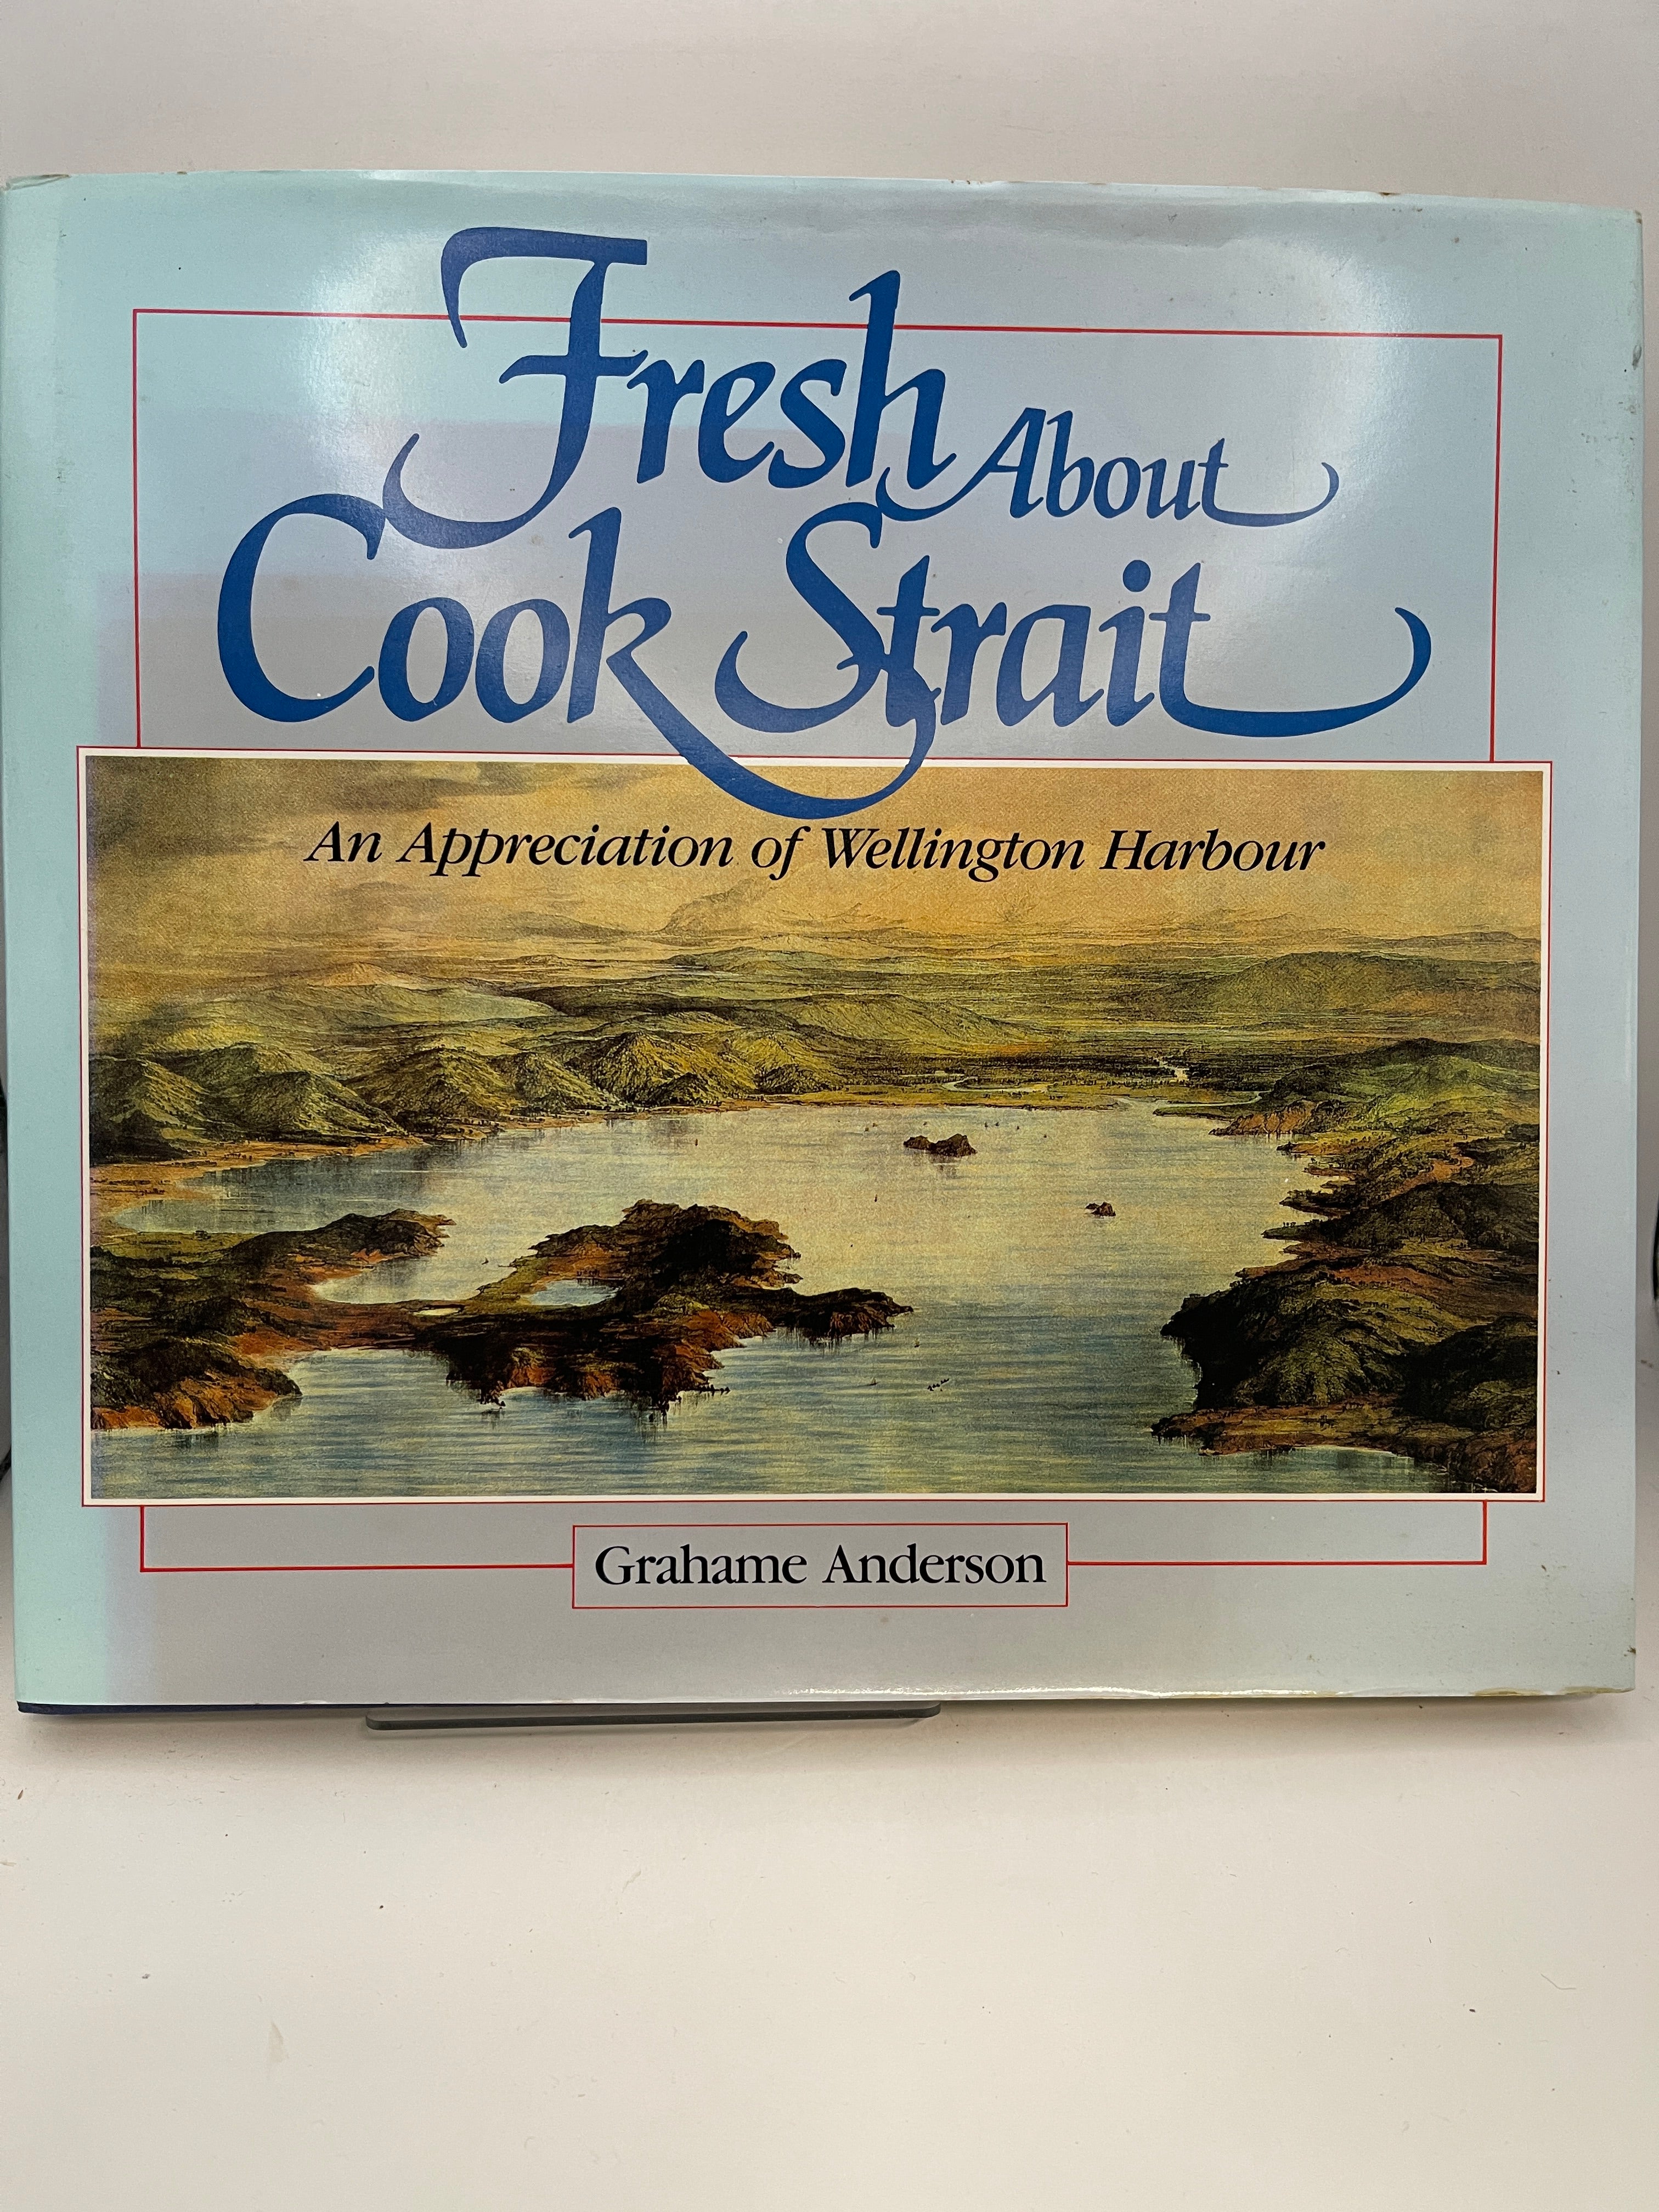 Fresh About
Cook Strait
An Appreciation of Wellington Harbour
Grahame Anderson